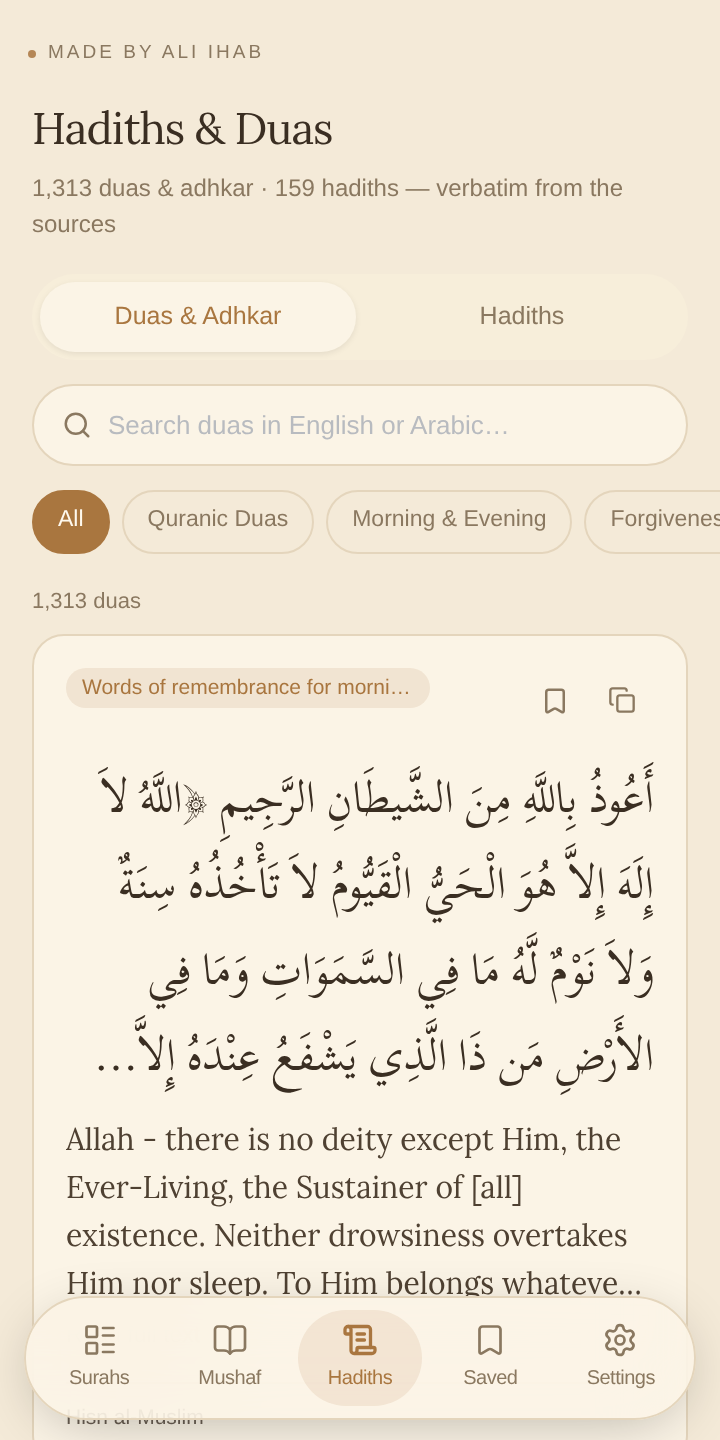 MADE BY ALI IHAB
Hadiths & Duas
1,313 duas & adhkar · 159 hadiths — verbatim from the
sources
Duas & Adhkar
Hadiths
Search duas in English or Arabic…
All
Quranic Duas
Morning & Evening
Forgivenes
1,313 duas
Words of remembrance for morni…
أَعُوذُ بِاللَّهِ مِنَ الشَّيطَانِ الرَّجِيمِ ﴿اللَّهُ لاَ
إِلَهَ إِلاَّ هُوَ الْحَيُّ الْقَيُّومُ لاَ تَأْخُذُهُ سِنَةٌ
وَلاَ نَوْمٌ لَّهُ مَا فِي السَّمَوَاتِ وَمَا فِي
الأَرْضِ مَن ذَا الَّذِي يَشْفَعُ عِنْدَهُ إِلاَّ…
Allah - there is no deity except Him, the
Ever-Living, the Sustainer of [all]
existence. Neither drowsiness overtakes
Him nor sleep. To Him belongs whateve…
Surahs
Mushaf
Hadiths
Saved
Settings
Hisn al-Muslim